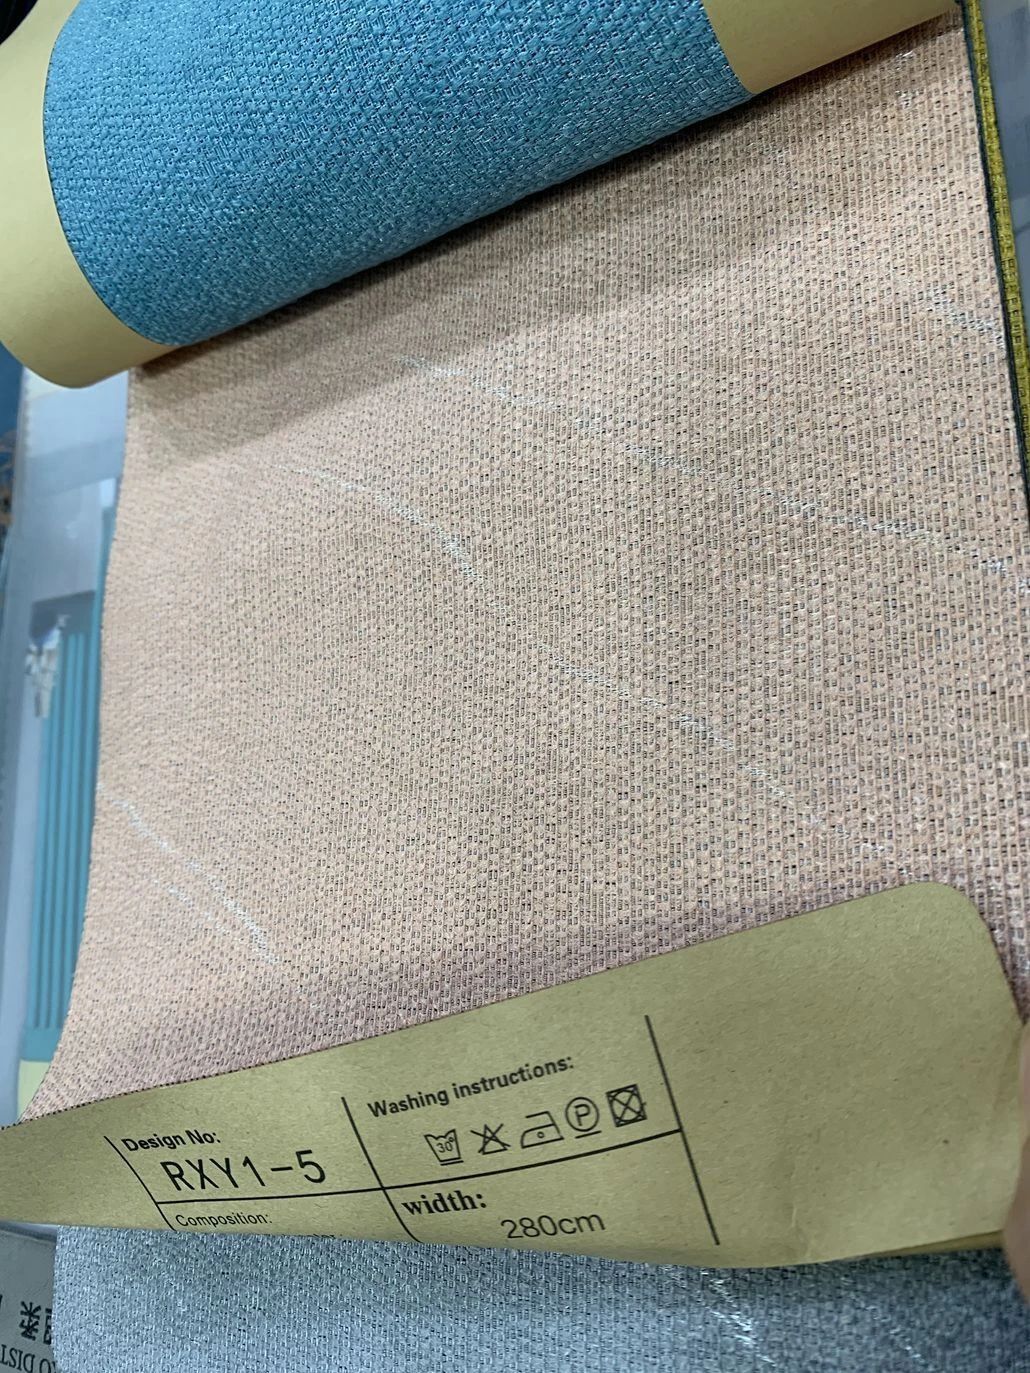 Washing instructions:
30°
P
Design No:
RXY1-5
width:
280cm
Composition: